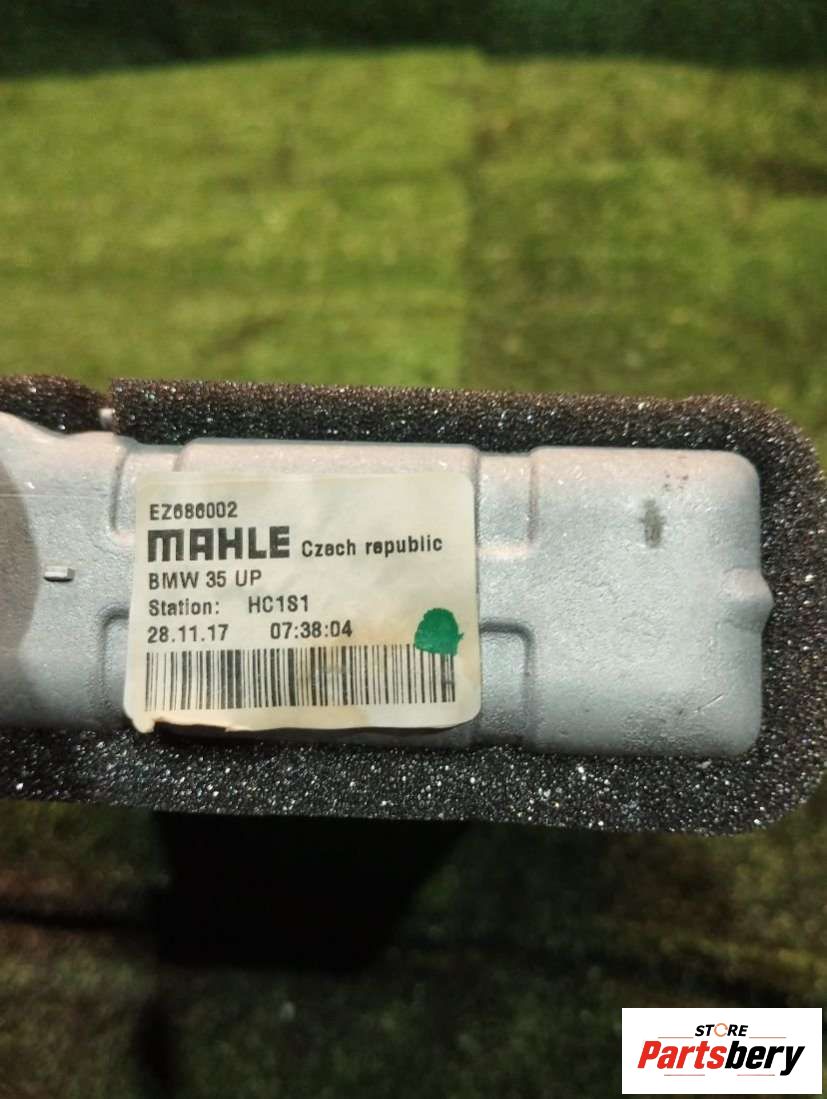 EZ686002
MAHLE Czech republic
BMW 35 UP
Station: HC1S1
28.11.17 07:38:04
STORE
Partsbery